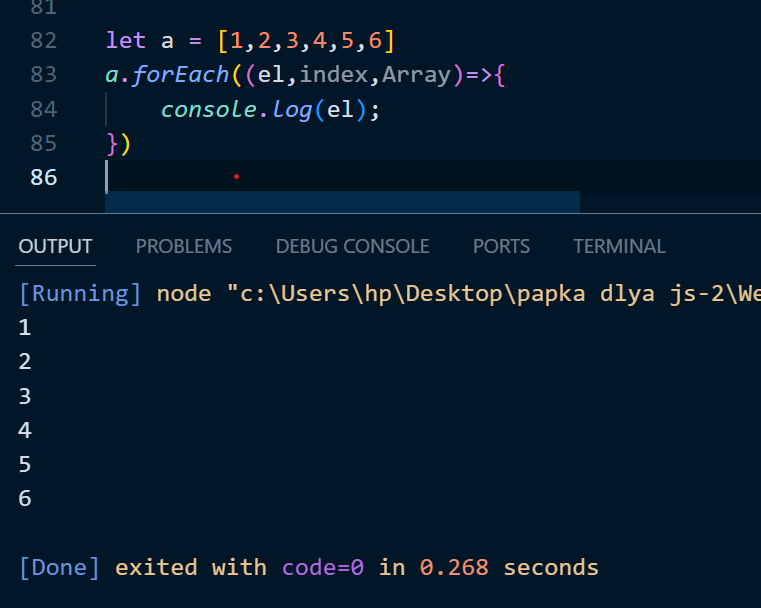 81
82 let a = [1,2,3,4,5,6]
83 a.forEach((el,index,Array)=>{
84     console.log(el);
85 })
86
OUTPUT PROBLEMS DEBUG CONSOLE PORTS TERMINAL
[Running] node "c:\Users\hp\Desktop\papka dlya js-2\We
1
2
3
4
5
6
[Done] exited with code=0 in 0.268 seconds